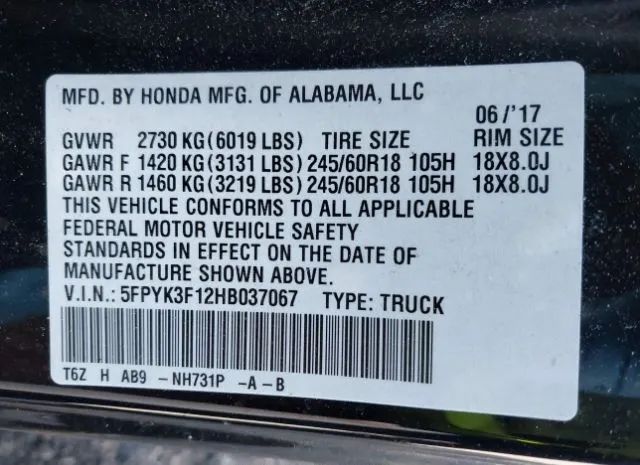 MFD. BY HONDA MFG. OF ALABAMA, LLC
06/'17
GVWR 2730 KG(6019 LBS) TIRE SIZE RIM SIZE
GAWR F 1420 KG(3131 LBS) 245/60R18 105H 18X8.0J
GAWR R 1460 KG(3219 LBS) 245/60R18 105H 18X8.0J
THIS VEHICLE CONFORMS TO ALL APPLICABLE
FEDERAL MOTOR VEHICLE SAFETY
STANDARDS IN EFFECT ON THE DATE OF
MANUFACTURE SHOWN ABOVE.
V.I.N.: 5FPYK3F12HB037067 TYPE: TRUCK
T6Z H AB9 - NH731P -A-B